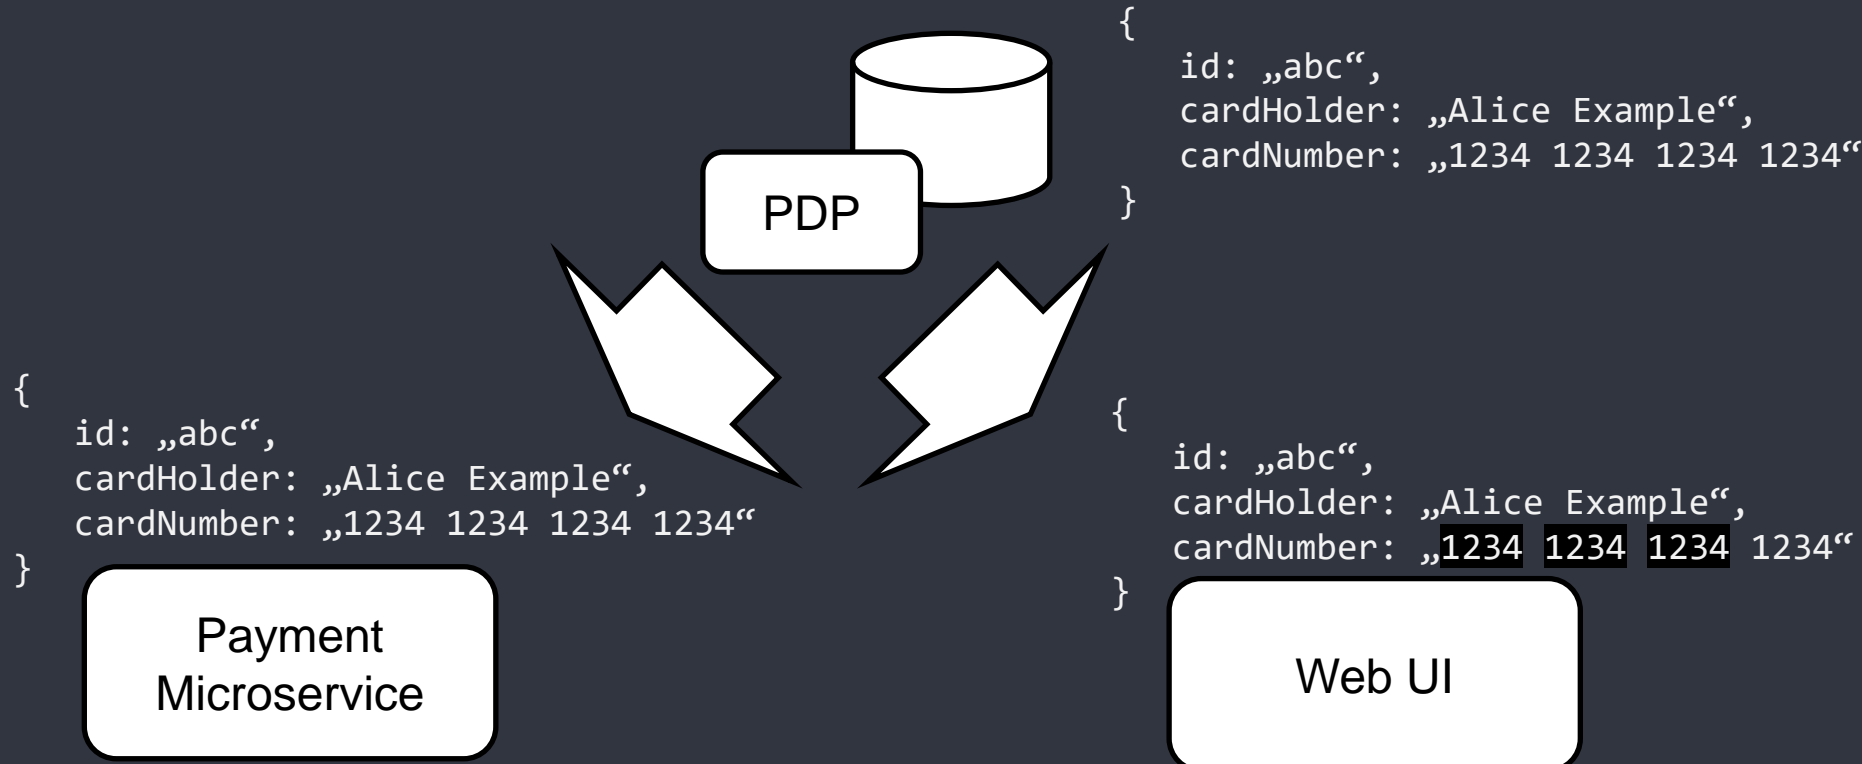 {
id: „abc“,
cardHolder: „Alice Example“,
cardNumber: „1234 1234 1234 1234“
}
PDP
{
id: „abc“,
cardHolder: „Alice Example“,
cardNumber: „1234 1234 1234 1234“
}
Payment
Microservice
{
id: „abc“,
cardHolder: „Alice Example“,
cardNumber: „1234 1234 1234 1234“
}
Web UI